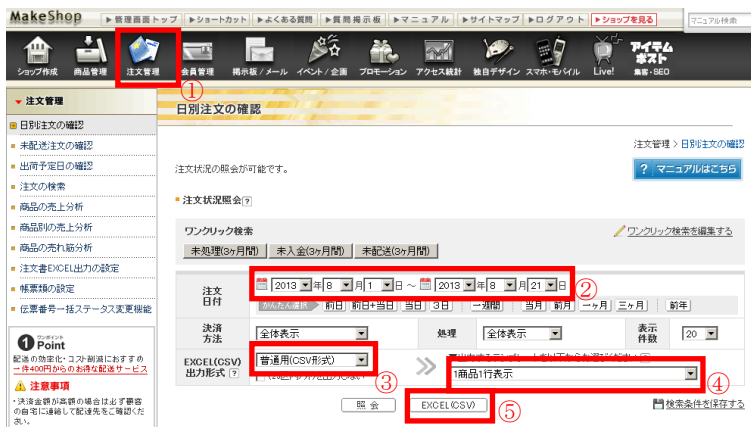 MakeShop ▶管理画面トップ ▶ショートカット ▶よくある質問 ▶質問掲示板 ▶マニュアル ▶サイトマップ ▶ログアウト ▶ショップを見る マニュアル検索
ショップ作成 商品管理 注文管理 会員管理 掲示板/メール イベント/企画 プロモーション アクセス統計 独自デザイン スマホ・モバイル Live! アイテムポスト 集客・SEO
①
注文管理
日別注文の確認
未配送注文の確認
出荷予定日の確認
注文の検索
商品の売上分析
商品別の売上分析
商品の売れ筋分析
注文書EXCEL出力の設定
帳票類の設定
伝票番号一括ステータス変更機能
ワンポイント
Point
配送の効率化・コスト削減におすすめ
一件400円からのお得な配送サービス
注意事項
・決済金額が高額の場合は必ず顧客
の自宅に連絡して配達先をご確認くだ
さい。
日別注文の確認
注文管理 > 日別注文の確認
注文状況の照会が可能です。
? マニュアルはこちら
注文状況照会?
ワンクリック検索
ワンクリック検索を編集する
未処理(3ヶ月間) 未入金(3ヶ月間) 未配送(3ヶ月間)
注文
日付
2013 年 8 月 1 日 ～ 2013 年 8 月 21 日 ②
かんたん選択 前日 前日+当日 当日 3日 一週間 当月 前月 一ヶ月 三ヶ月 前年
決済
方法
全体表示 処理 全体表示 表示
件数
20
EXCEL(CSV)
出力形式 ?
普通用(CSV形式) ③
1商品1行表示 ④
照 会 EXCEL(CSV) ⑤ 検索条件を保存する